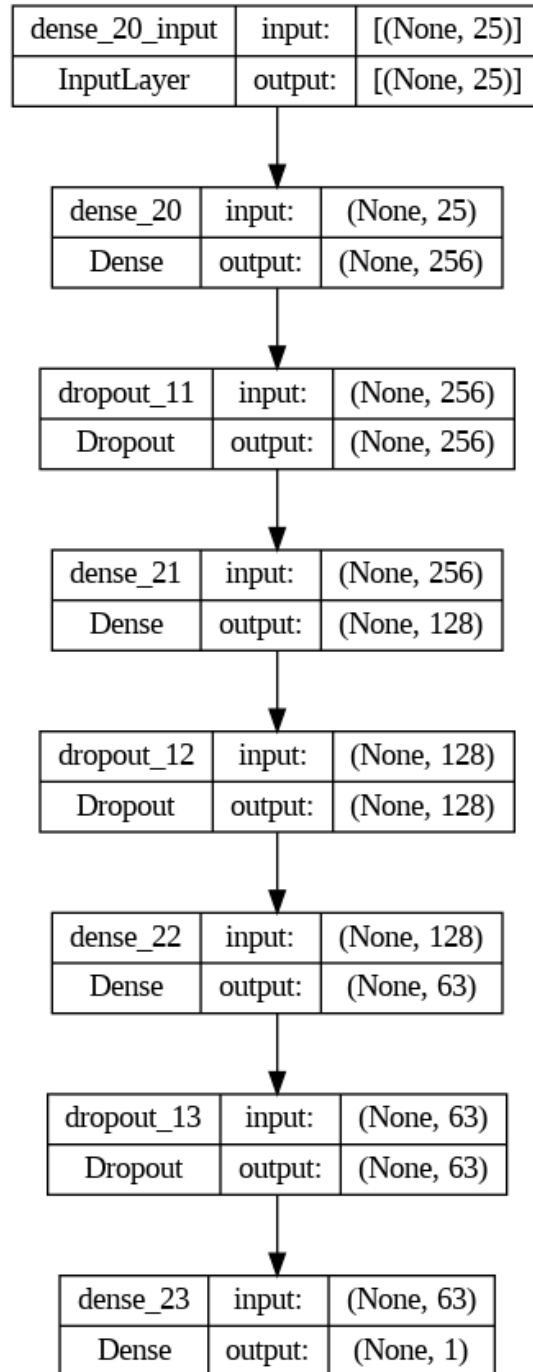 dense_20_input input: [(None, 25)]
InputLayer output: [(None, 25)]
dense_20 input: (None, 25)
Dense output: (None, 256)
dropout_11 input: (None, 256)
Dropout output: (None, 256)
dense_21 input: (None, 256)
Dense output: (None, 128)
dropout_12 input: (None, 128)
Dropout output: (None, 128)
dense_22 input: (None, 128)
Dense output: (None, 63)
dropout_13 input: (None, 63)
Dropout output: (None, 63)
dense_23 input: (None, 63)
Dense output: (None, 1)